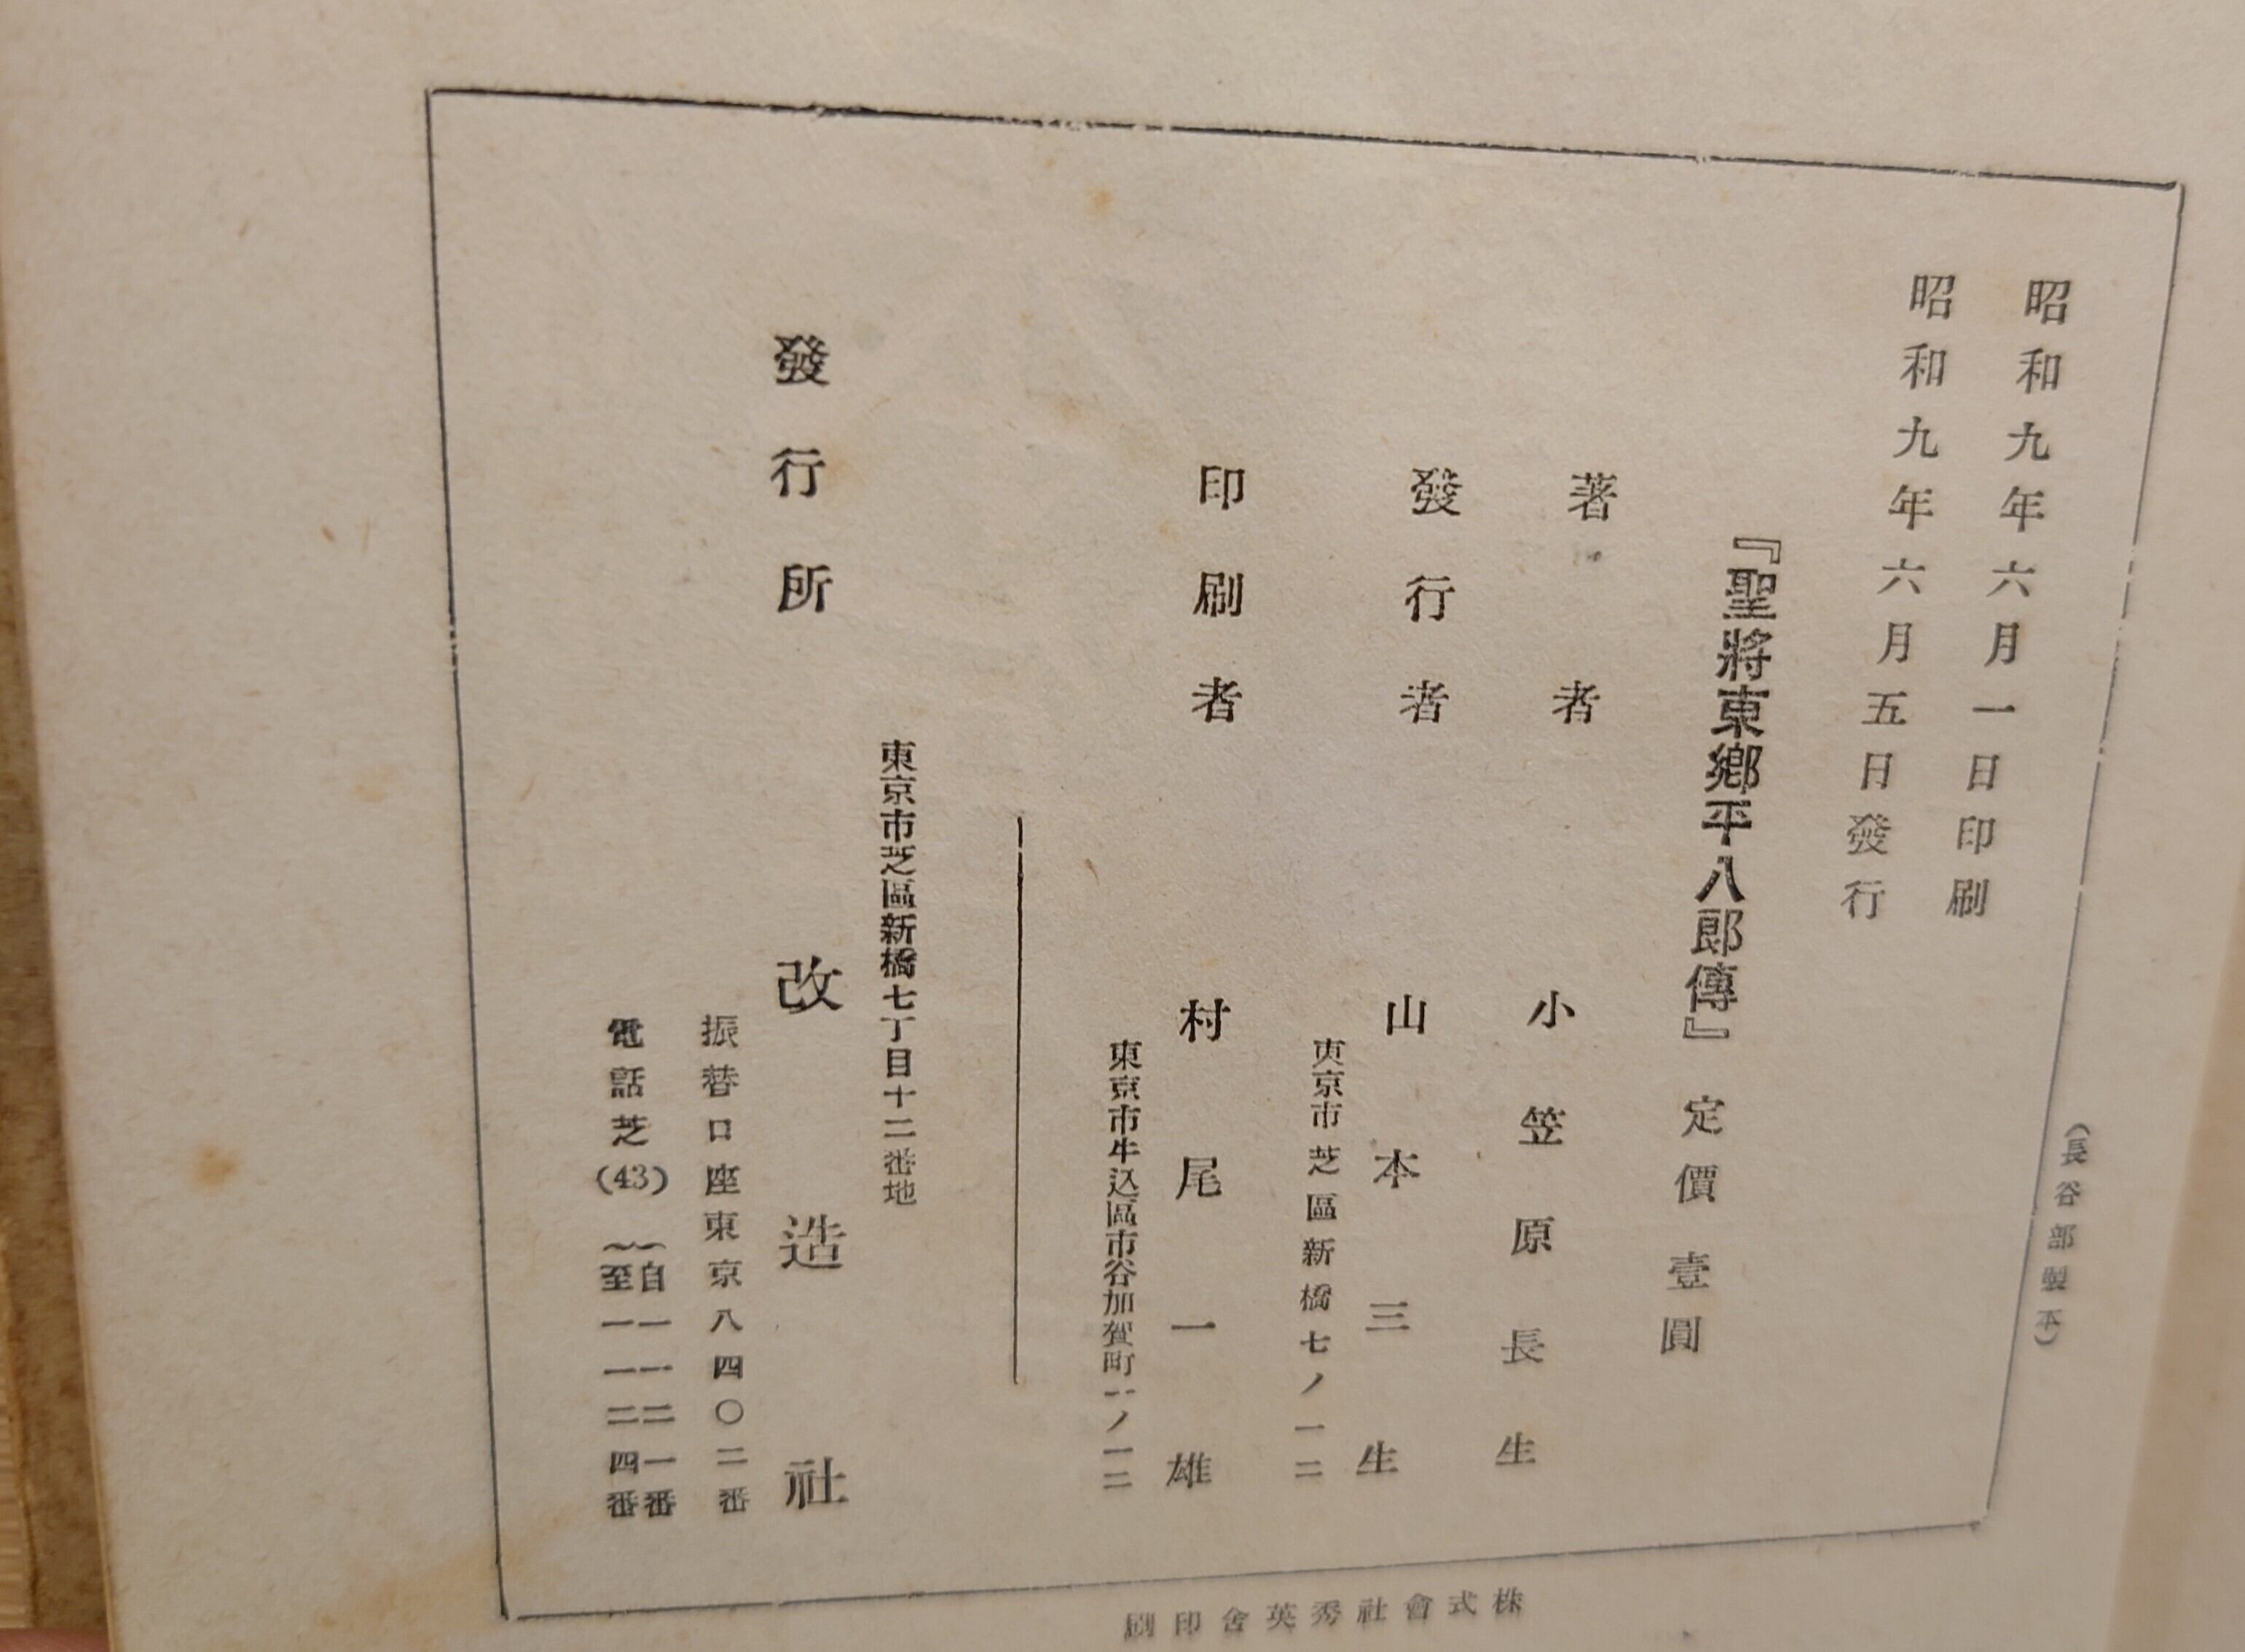 昭和九年六月一日印刷
昭和九年六月五日發行
『聖將東鄕平八郎傳』 定價 壹圓
著者 小笠原長生
發行者 山本三生
東京市芝區新橋七ノ一二
印刷者 村尾一雄
東京市牛込區市谷加賀町一ノ一二
東京市芝區新橋七丁目十二番地
發行所 改造社
振替口座東京八四〇二番
電話芝(43)
自一一二一番
至一一二四番
(長谷部製本)
株式會社秀英舍印刷